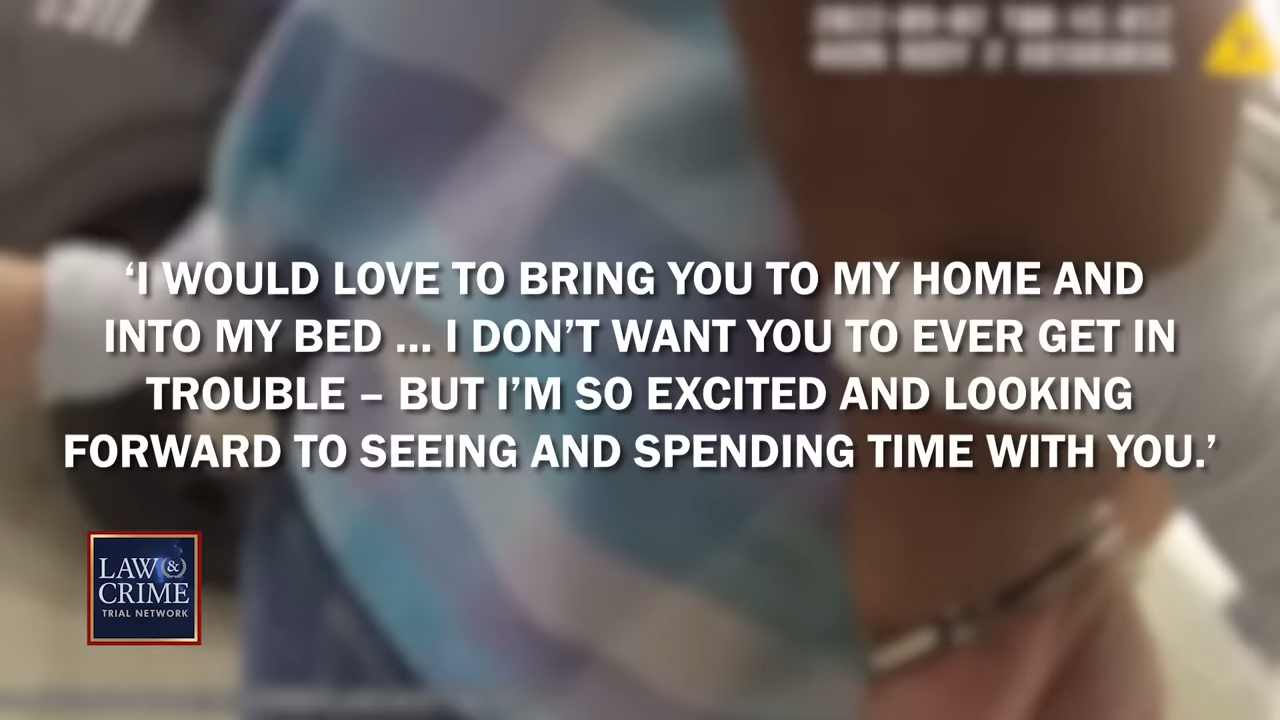 ‘I WOULD LOVE TO BRING YOU TO MY HOME AND
INTO MY BED ... I DON’T WANT YOU TO EVER GET IN
TROUBLE – BUT I’M SO EXCITED AND LOOKING
FORWARD TO SEEING AND SPENDING TIME WITH YOU.’
LAW &
CRIME
TRIAL NETWORK